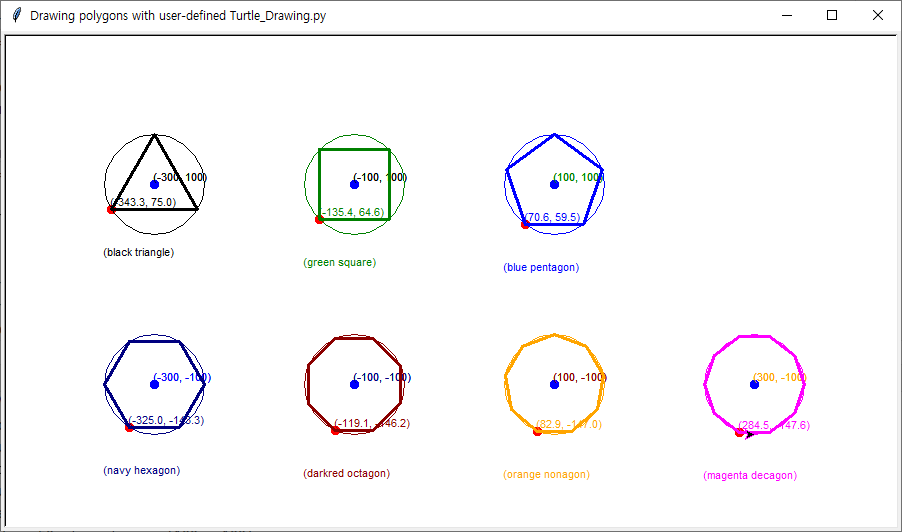 Drawing polygons with user-defined Turtle_Drawing.py
(-300, 100)
(-100, 100)
(100, 100)
(-343.3, 75.0)
(-135.4, 64.6)
(70.6, 59.5)
(black triangle)
(green square)
(blue pentagon)
(-300, -100)
(-100, -100)
(100, -100)
(300, -100)
(-325.0, -143.3)
(-119.1, -146.2)
(82.9, -147.0)
(284.5, -147.6)
(navy hexagon)
(darkred octagon)
(orange nonagon)
(magenta decagon)